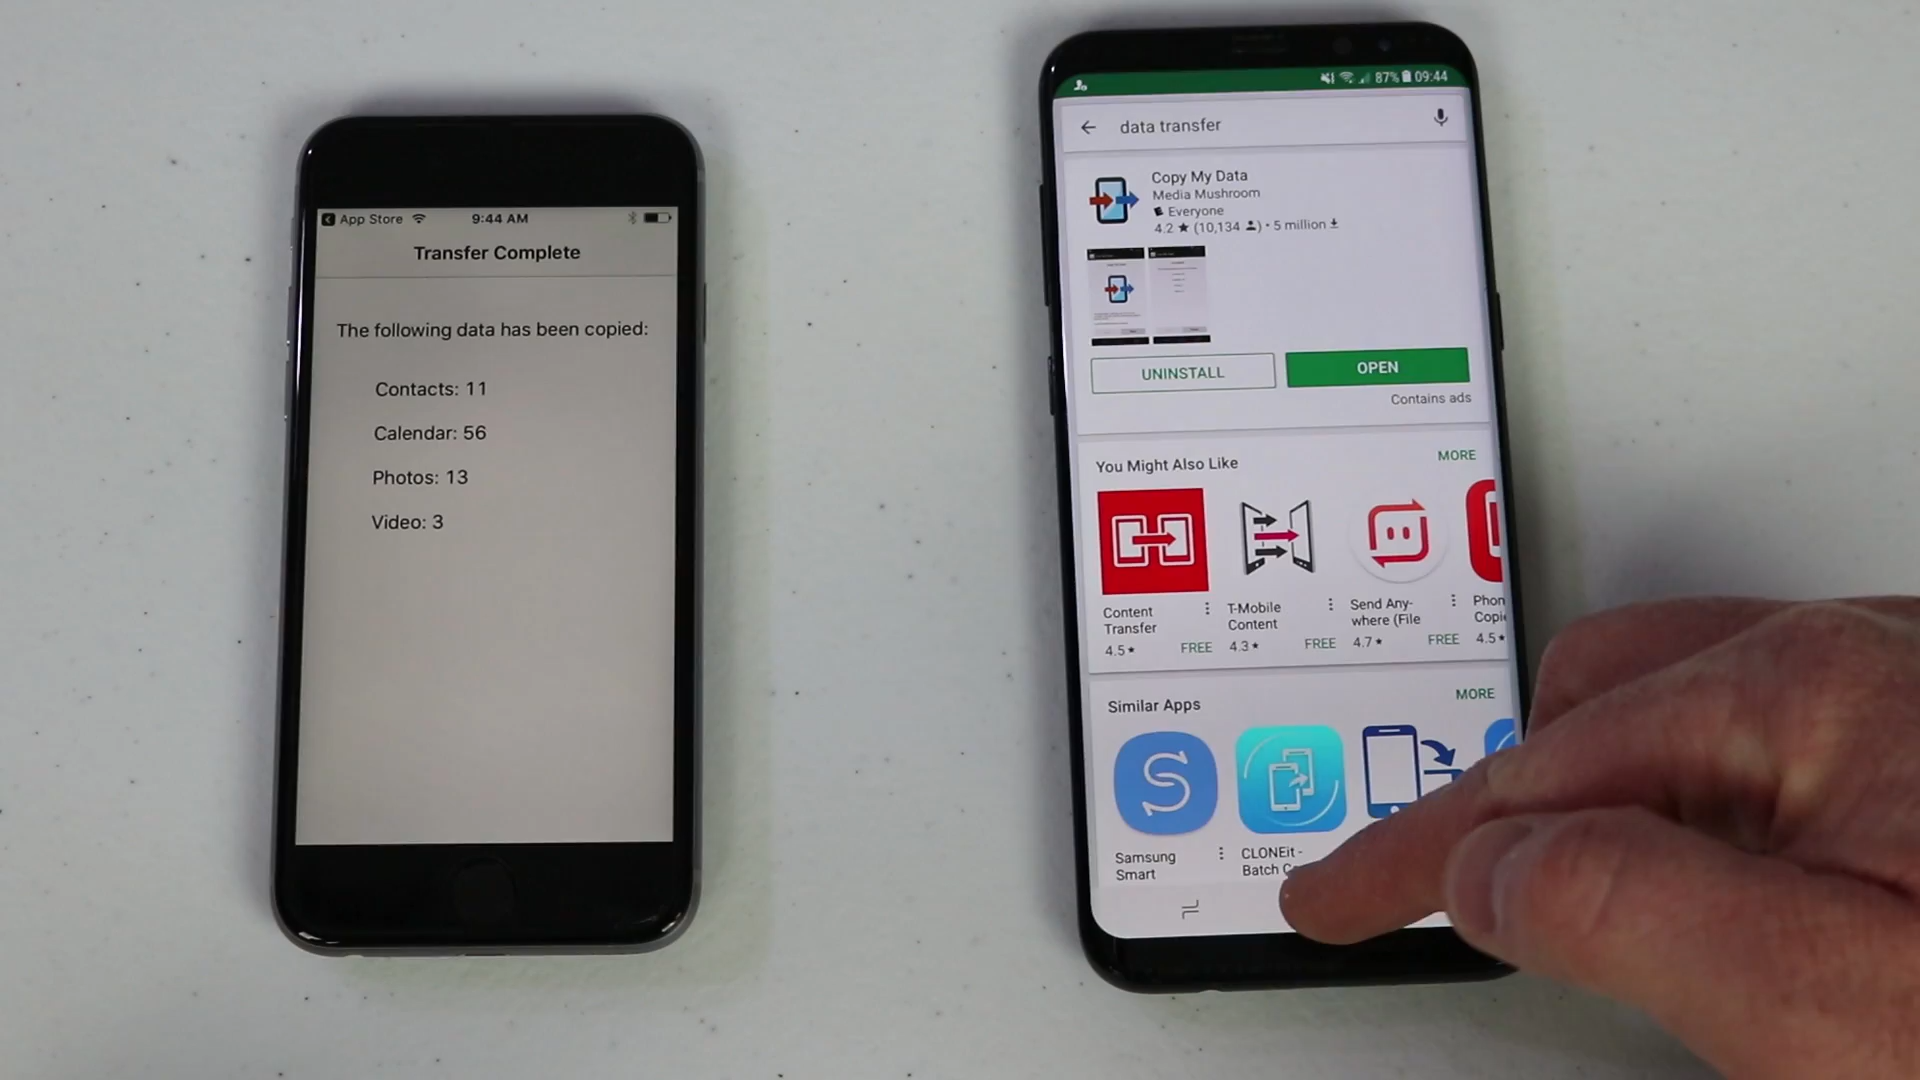 App Store
9:44 AM
Transfer Complete
The following data has been copied:
Contacts: 11
Calendar: 56
Photos: 13
Video: 3
87% 09:44
data transfer
Copy My Data
Media Mushroom
Everyone
4.2 ★ (10,134 ) • 5 million
UNINSTALL
OPEN
Contains ads
You Might Also Like
MORE
Content
Transfer
4.5★
FREE
T-Mobile
Content
4.3★
FREE
Send Any-
where (File
4.7★
FREE
Phon
Copi
4.5★
Similar Apps
MORE
S
Samsung
Smart
CLONEit -
Batch